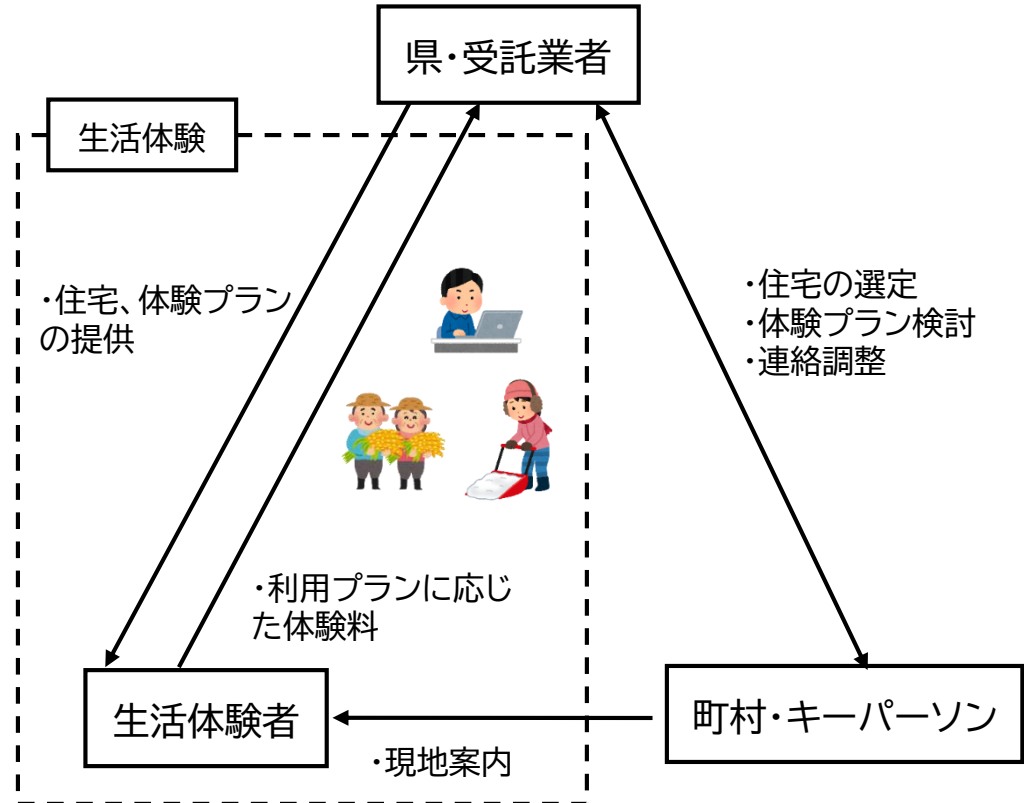 県・受託業者
生活体験
・住宅、体験プラン
の提供
・住宅の選定
・体験プラン検討
・連絡調整
・利用プランに応じ
た体験料
生活体験者
町村・キーパーソン
・現地案内